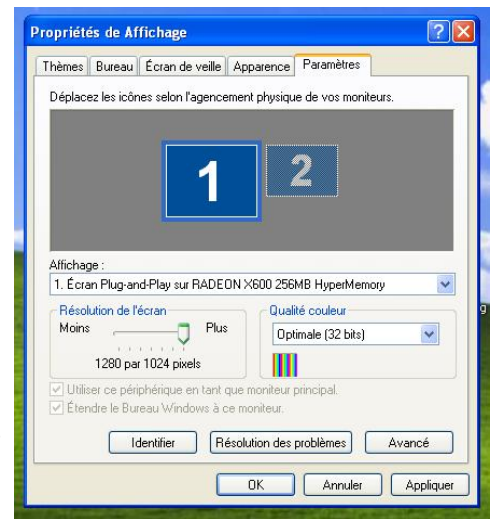 Propriétés de Affichage
Thèmes Bureau Écran de veille Apparence Paramètres
Déplacez les icônes selon l'agencement physique de vos moniteurs.
1 2
Affichage :
1. Écran Plug-and-Play sur RADEON X600 256MB HyperMemory
Résolution de l'écran
Moins Plus
1280 par 1024 pixels
Qualité couleur
Optimale (32 bits)
Utiliser ce périphérique en tant que moniteur principal.
Étendre le Bureau Windows à ce moniteur.
Identifier Résolution des problèmes Avancé
OK Annuler Appliquer